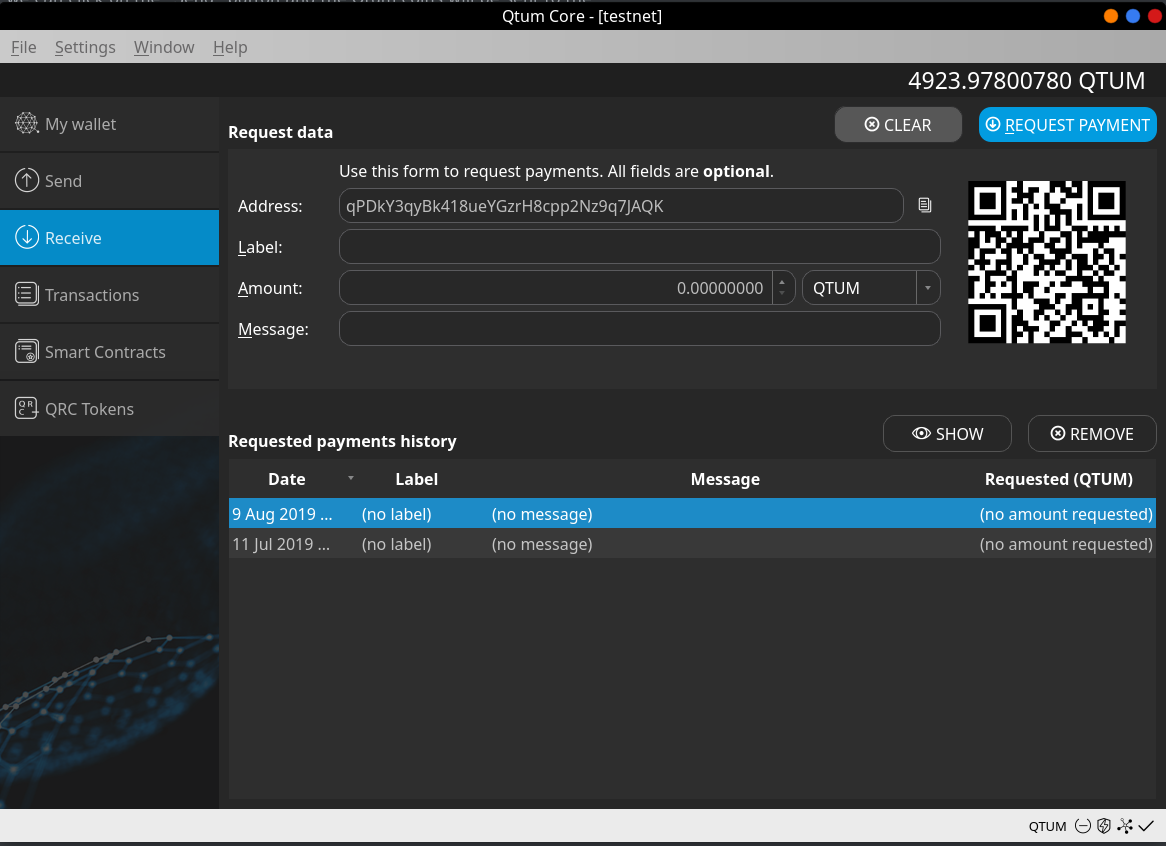 Qtum Core - [testnet]
File Settings Window Help
4923.97800780 QTUM
My wallet
Send
Receive
Transactions
Smart Contracts
QRC Tokens
Request data
CLEAR
REQUEST PAYMENT
Use this form to request payments. All fields are optional.
Address: qPDkY3qyBk418ueYGzrH8cpp2Nz9q7JAQK
Label:
Amount: 0.00000000 QTUM
Message:
Requested payments history
SHOW
REMOVE
Date Label Message Requested (QTUM)
9 Aug 2019 ... (no label) (no message) (no amount requested)
11 Jul 2019 ... (no label) (no message) (no amount requested)
QTUM